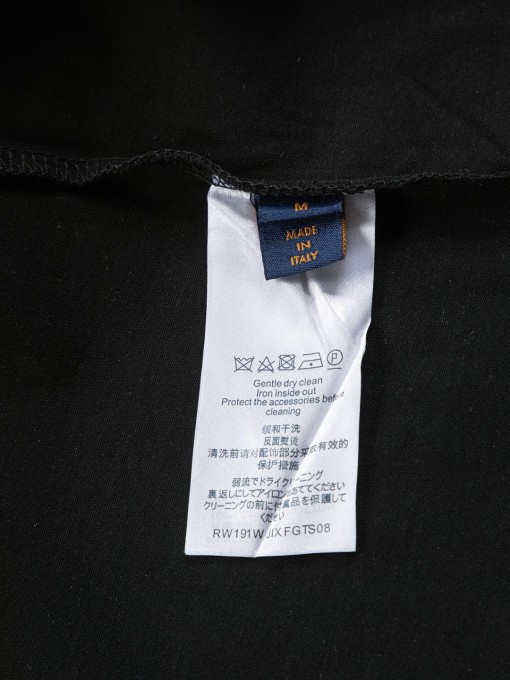 M
MADE
IN
ITALY
Gentle dry clean
Iron inside out
Protect the accessories before
cleaning
缓和干洗
反面熨烫
清洗前请对配饰部分采取有效的
保护措施
弱流でドライクリーニング
裏返しにしてアイロンをあててください
クリーニングの前に付属品を保護して
ください
RW191W JIXFGTS08